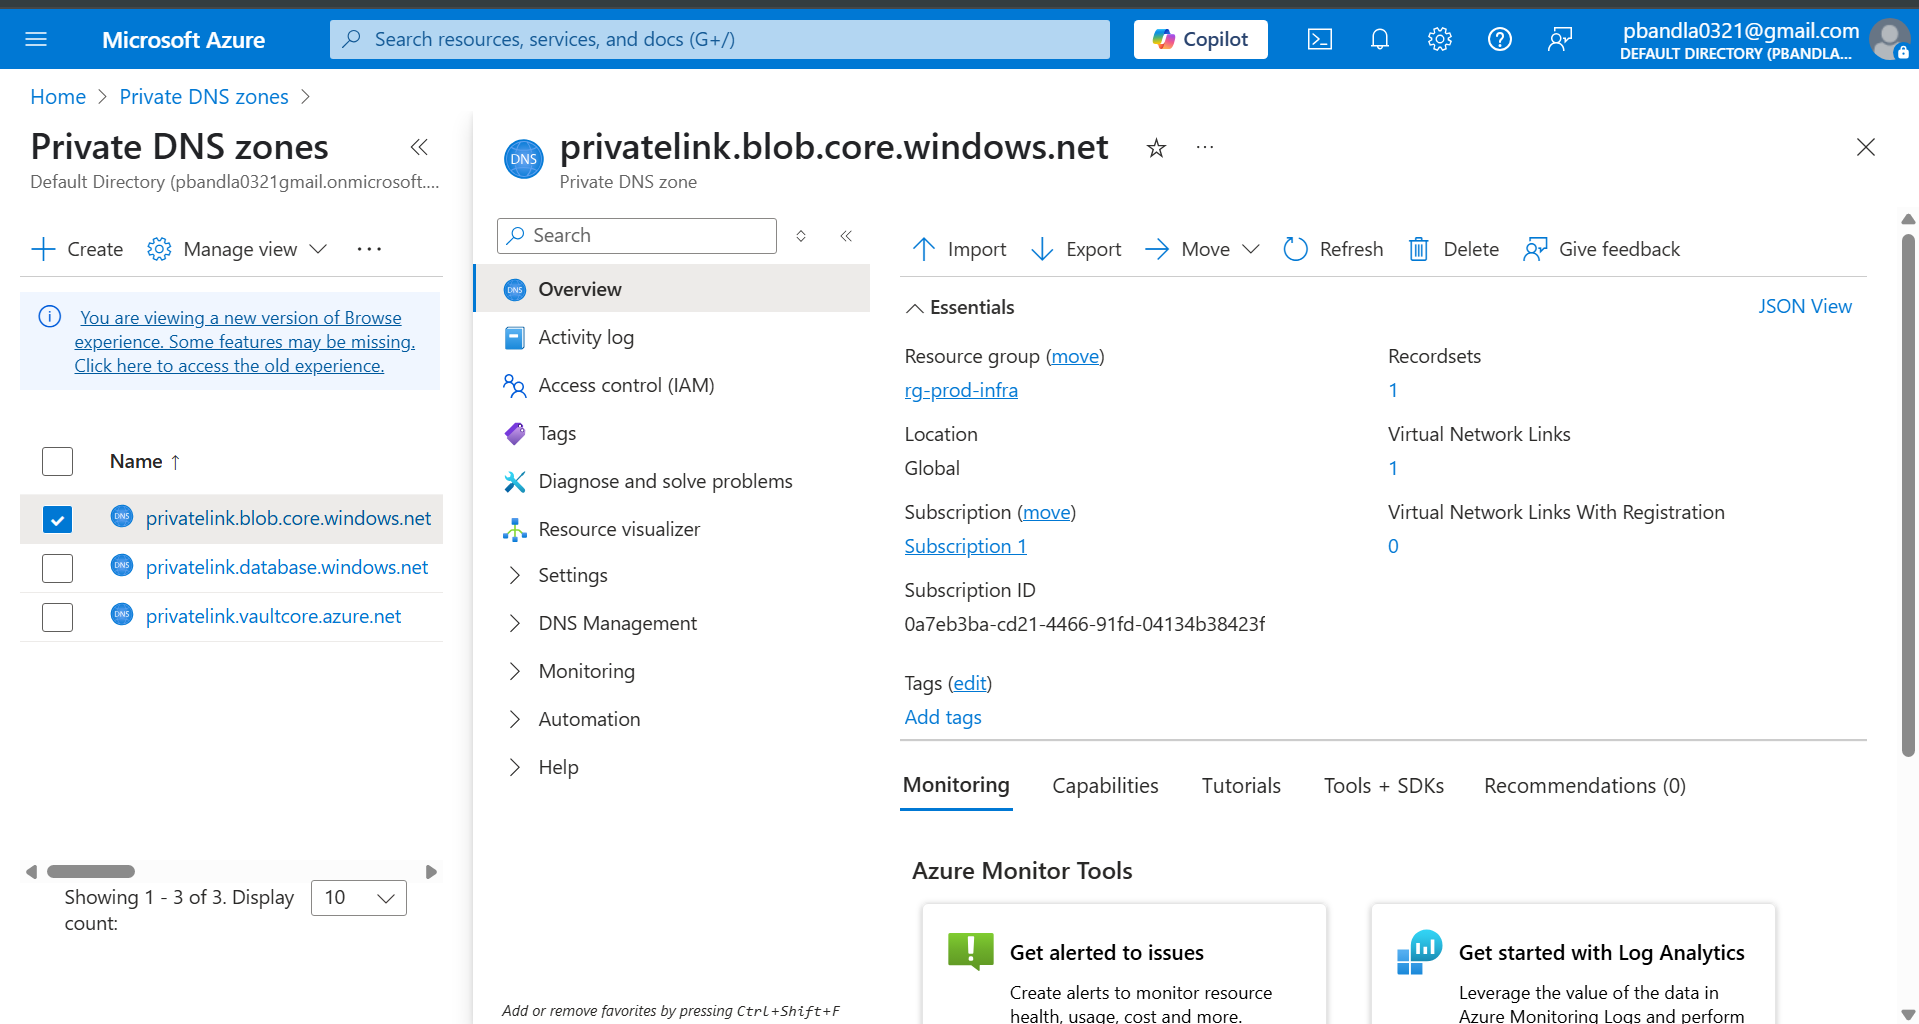 Microsoft Azure
Search resources, services, and docs (G+/)
Copilot
pbandla0321@gmail.com
DEFAULT DIRECTORY (PBANDLA...
Home
Private DNS zones
Private DNS zones
Default Directory (pbandla0321gmail.onmicrosoft....
Create
Manage view
You are viewing a new version of Browse
experience. Some features may be missing.
Click here to access the old experience.
Name ↑
DNS
privatelink.blob.core.windows.net
DNS
privatelink.database.windows.net
DNS
privatelink.vaultcore.azure.net
Showing 1 - 3 of 3. Display
count:
10
DNS
privatelink.blob.core.windows.net
Private DNS zone
Search
DNS
Overview
Activity log
Access control (IAM)
Tags
Diagnose and solve problems
Resource visualizer
Settings
DNS Management
Monitoring
Automation
Help
Add or remove favorites by pressing Ctrl+Shift+F
Import
Export
Move
Refresh
Delete
Give feedback
Essentials
JSON View
Resource group (move)
rg-prod-infra
Location
Global
Subscription (move)
Subscription 1
Subscription ID
0a7eb3ba-cd21-4466-91fd-04134b38423f
Recordsets
1
Virtual Network Links
1
Virtual Network Links With Registration
0
Tags (edit)
Add tags
Monitoring
Capabilities
Tutorials
Tools + SDKs
Recommendations (0)
Azure Monitor Tools
Get alerted to issues
Create alerts to monitor resource
health, usage, cost and more.
Get started with Log Analytics
Leverage the value of the data in
Azure Monitoring Logs and perform